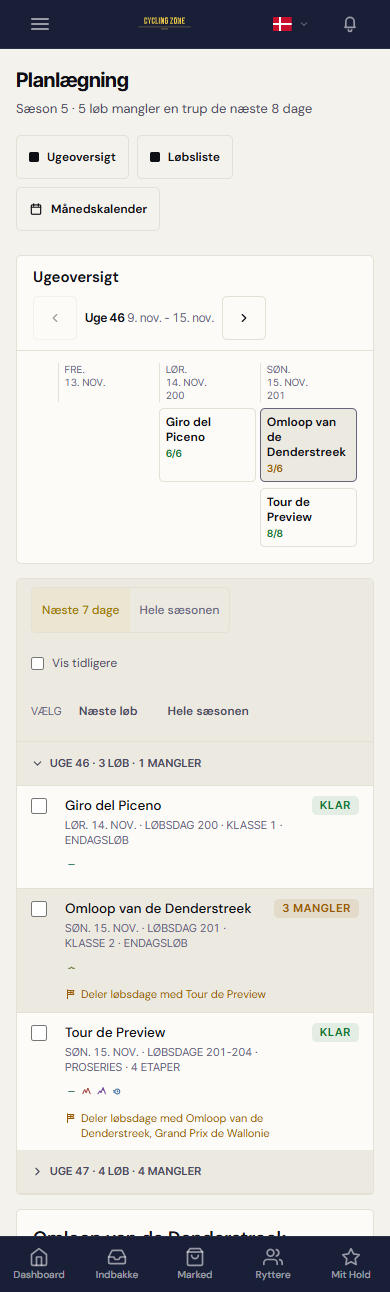 CYCLING ZONE
Planlægning
Sæson 5 · 5 løb mangler en trup de næste 8 dage
Ugeoversigt
Løbsliste
Månedskalender
Ugeoversigt
Uge 46 9. nov. - 15. nov.
FRE.
13. NOV.
LØR.
14. NOV.
200
SØN.
15. NOV.
201
Giro del
Piceno
6/6
Omloop van
de
Denderstreek
3/6
Tour de
Preview
8/8
Næste 7 dage
Hele sæsonen
Vis tidligere
VÆLG
Næste løb
Hele sæsonen
UGE 46 · 3 LØB · 1 MANGLER
Giro del Piceno
KLAR
LØR. 14. NOV. · LØBSDAG 200 · KLASSE 1 ·
ENDAGSLØB
Omloop van de Denderstreek
3 MANGLER
SØN. 15. NOV. · LØBSDAG 201 ·
KLASSE 2 · ENDAGSLØB
Deler løbsdage med Tour de Preview
Tour de Preview
KLAR
SØN. 15. NOV. · LØBSDAGE 201-204 ·
PROSERIES · 4 ETAPER
Deler løbsdage med Omloop van de
Denderstreek, Grand Prix de Wallonie
UGE 47 · 4 LØB · 4 MANGLER
Omloop van de Denderstreek
Dashboard
Indbakke
Marked
Ryttere
Mit Hold